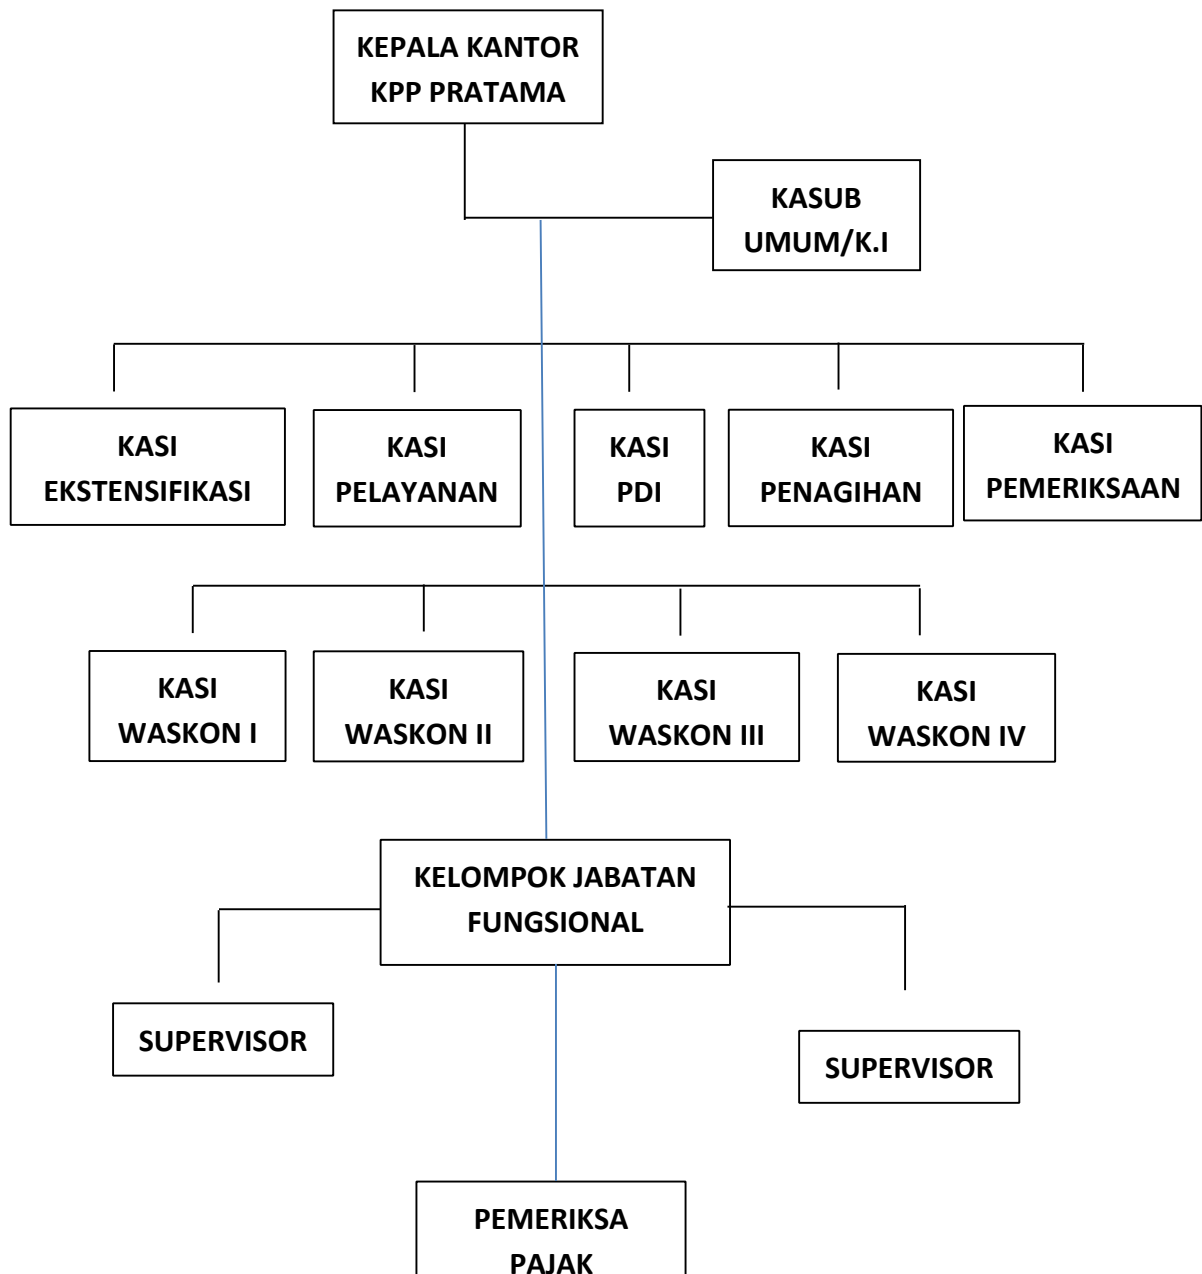 KEPALA KANTOR
KPP PRATAMA
KASUB
UMUM/K.I
KASI
EKSTENSIFIKASI
KASI
PELAYANAN
KASI
PDI
KASI
PENAGIHAN
KASI
PEMERIKSAAN
KASI
WASKON I
KASI
WASKON II
KASI
WASKON III
KASI
WASKON IV
KELOMPOK JABATAN
FUNGSIONAL
SUPERVISOR
SUPERVISOR
PEMERIKSA
PAJAK